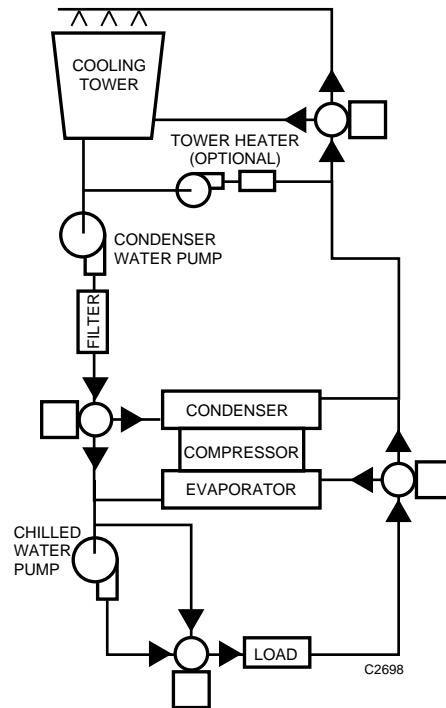 COOLING
TOWER
TOWER HEATER
(OPTIONAL)
CONDENSER
WATER PUMP
FILTER
CONDENSER
COMPRESSOR
EVAPORATOR
CHILLED
WATER
PUMP
LOAD
C2698